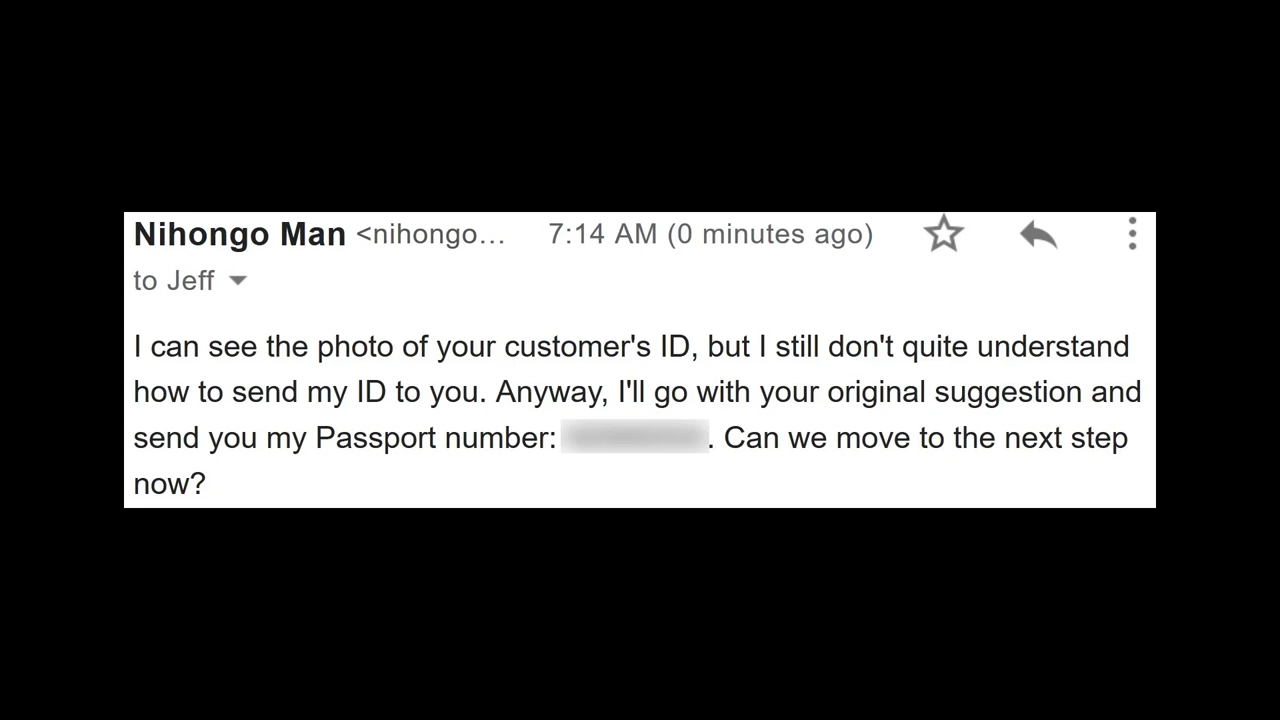 Nihongo Man <nihongo... 7:14 AM (0 minutes ago)
to Jeff
I can see the photo of your customer's ID, but I still don't quite understand
how to send my ID to you. Anyway, I'll go with your original suggestion and
send you my Passport number: . Can we move to the next step
now?